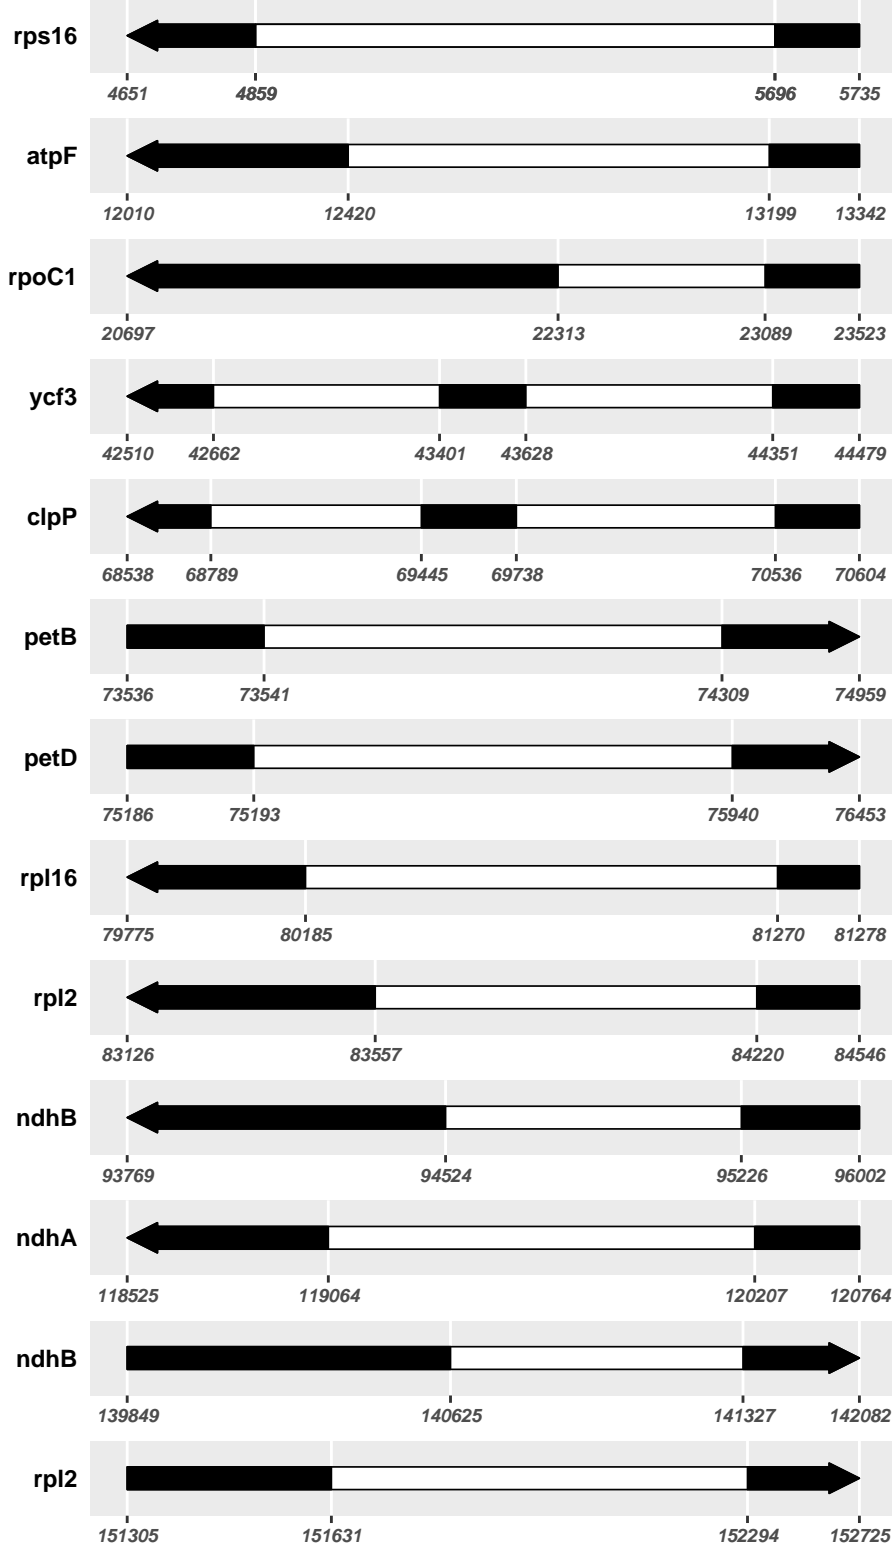 rps16
4651 4859 5696 5735
atpF
12010 12420 13199 13342
rpoC1
20697 22313 23089 23523
ycf3
42510 42662 43401 43628 44351 44479
clpP
68538 68789 69445 69738 70536 70604
petB
73536 73541 74309 74959
petD
75186 75193 75940 76453
rpl16
79775 80185 81270 81278
rpl2
83126 83557 84220 84546
ndhB
93769 94524 95226 96002
ndhA
118525 119064 120207 120764
ndhB
139849 140625 141327 142082
rpl2
151305 151631 152294 152725